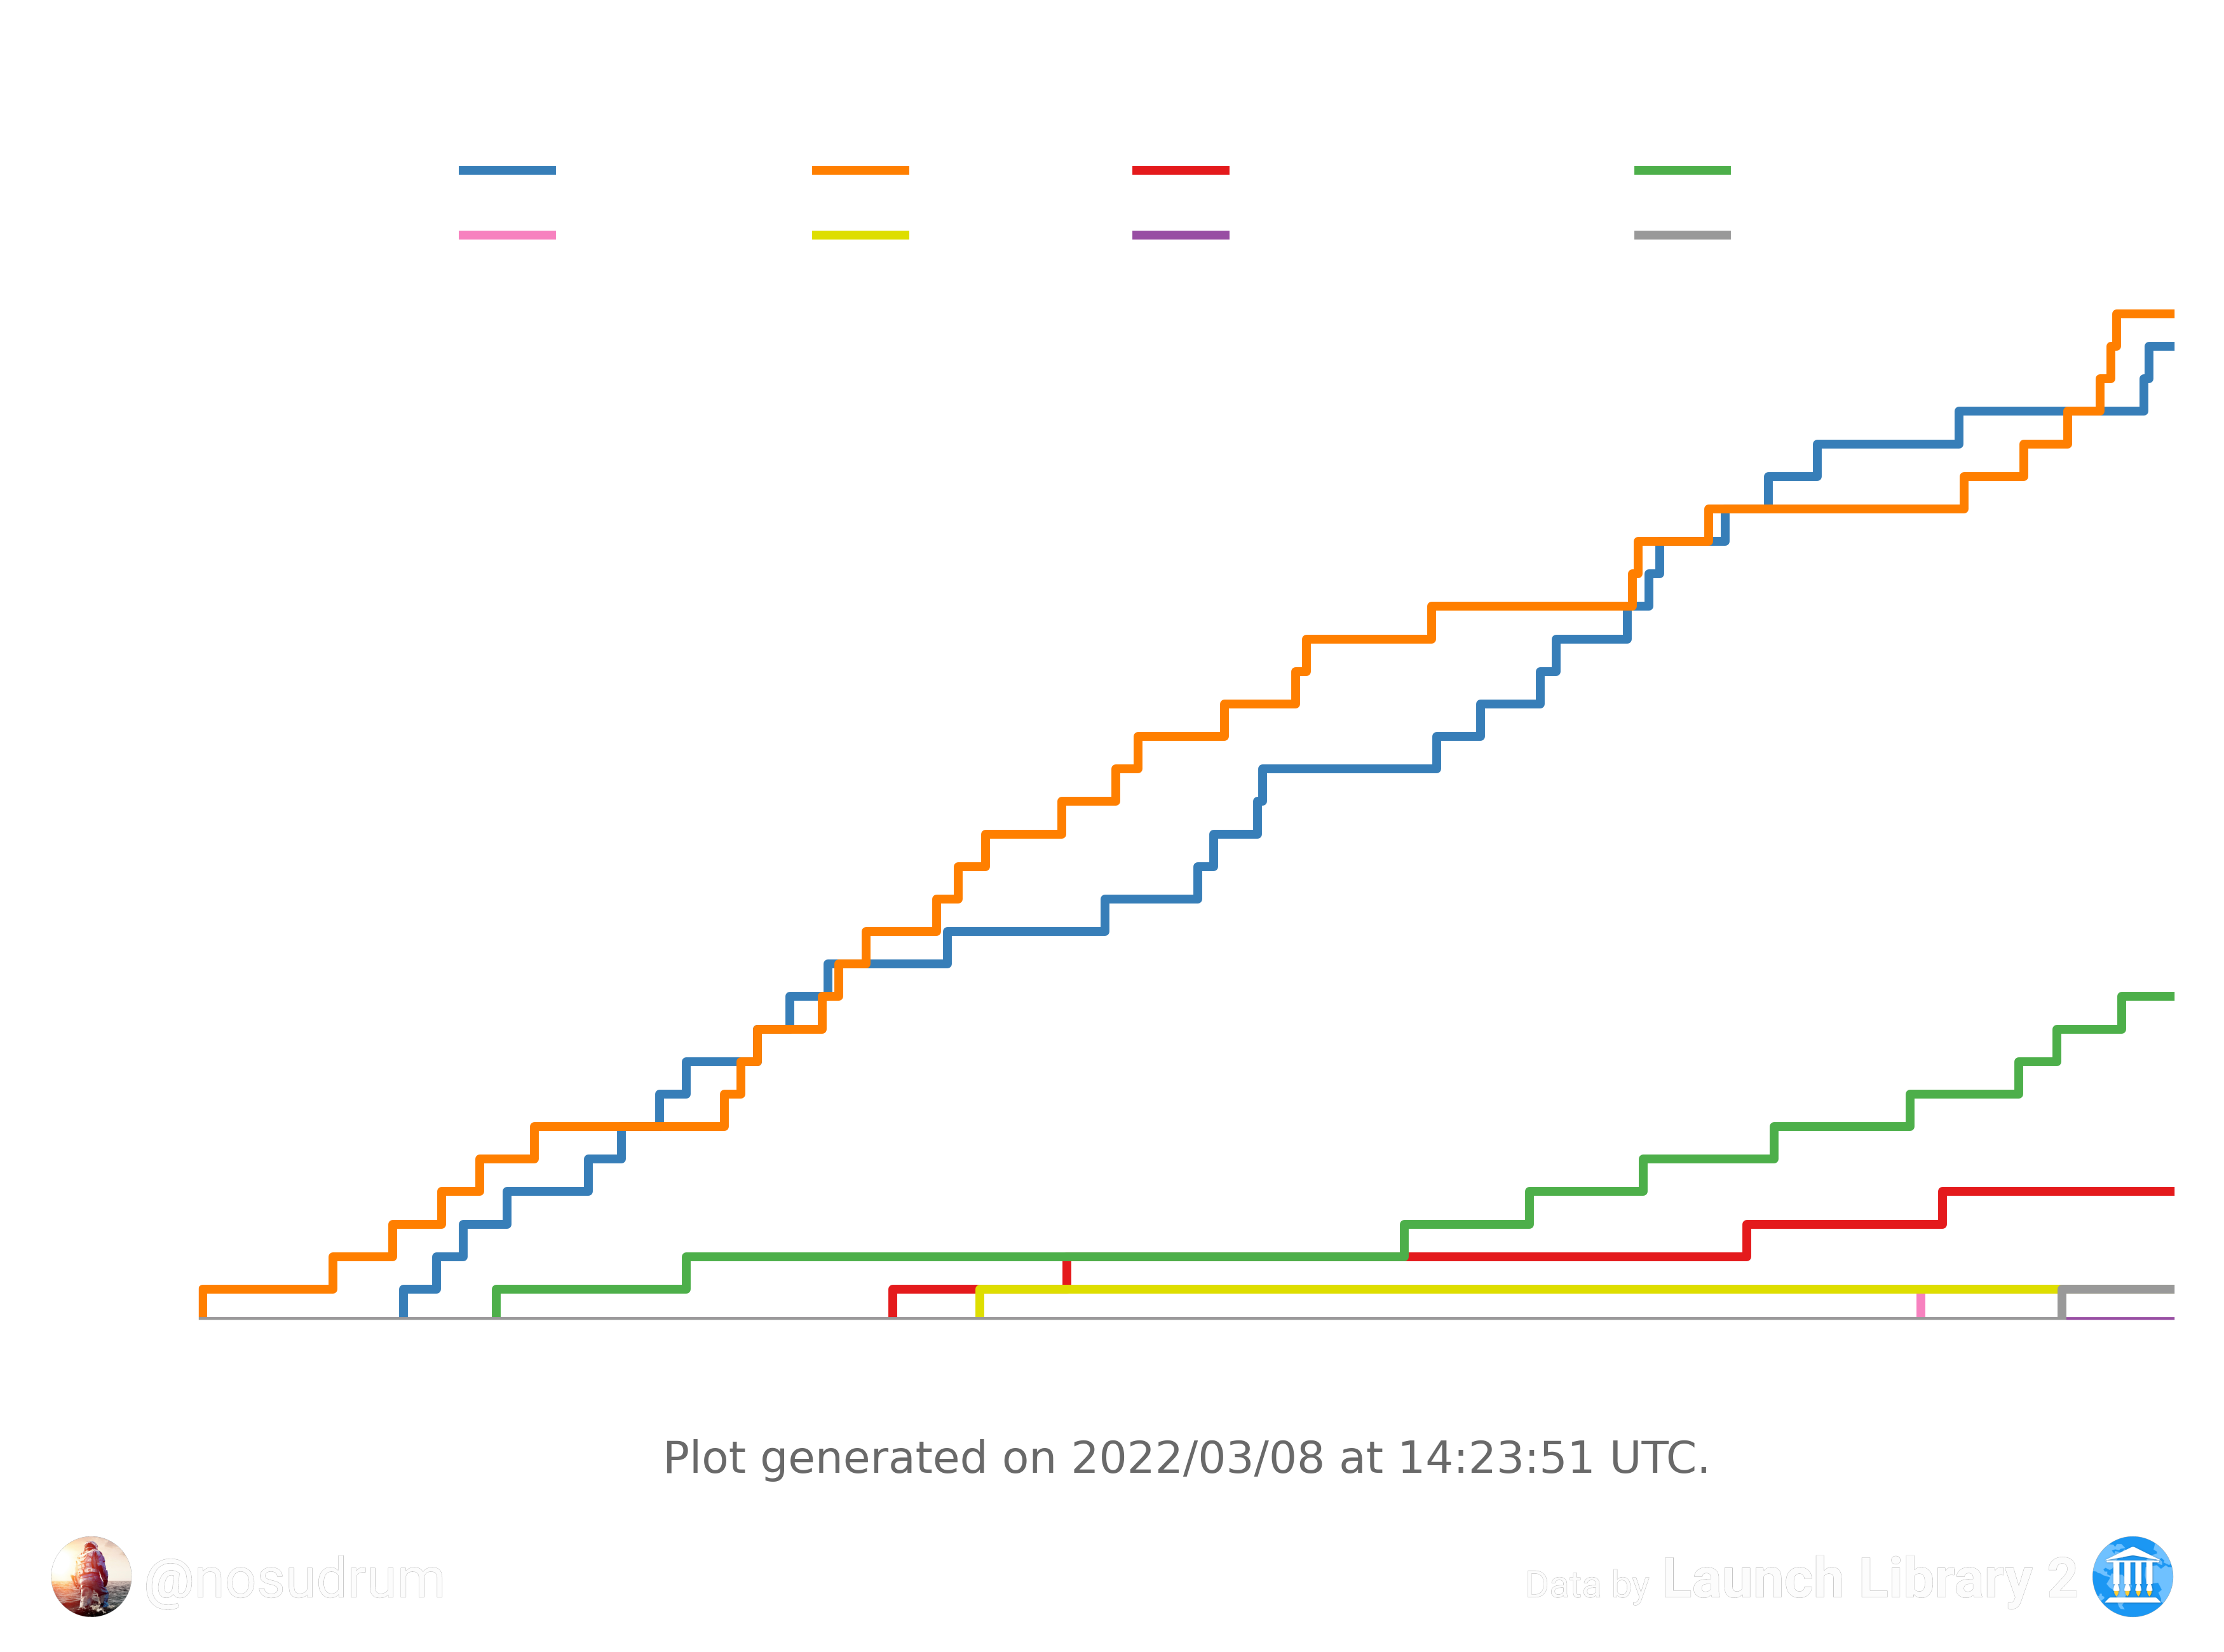 Plot generated on 2022/03/08 at 14:23:51 UTC.
@nosudrum
Data by Launch Library 2